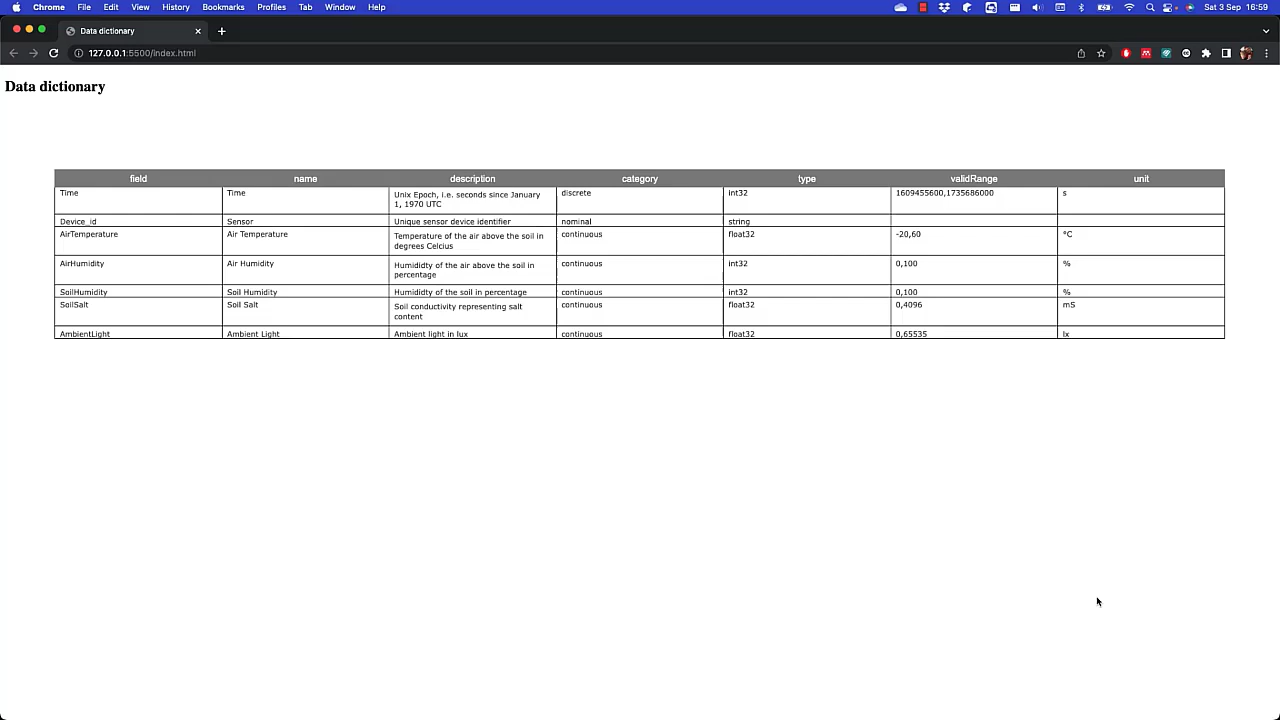 Chrome File Edit View History Bookmarks Profiles Tab Window Help Sat 3 Sep 16:59
Data dictionary
127.0.0.1:5500/index.html
Data dictionary
field name description category type validRange unit
Time Time Unix Epoch, i.e. seconds since January discrete int32 1609455600,1735686000 s
1, 1970 UTC
Device_id Sensor Unique sensor device identifier nominal string
AirTemperature Air Temperature Temperature of the air above the soil in continuous float32 -20,60 °C
degrees Celcius
AirHumidity Air Humidity Humididty of the air above the soil in continuous int32 0,100 %
percentage
SoilHumidity Soil Humidity Humididty of the soil in percentage continuous int32 0,100 %
SoilSalt Soil Salt Soil conductivity representing salt continuous float32 0,4096 mS
content
AmbientLight Ambient Light Ambient light in lux continuous float32 0,65535 lx